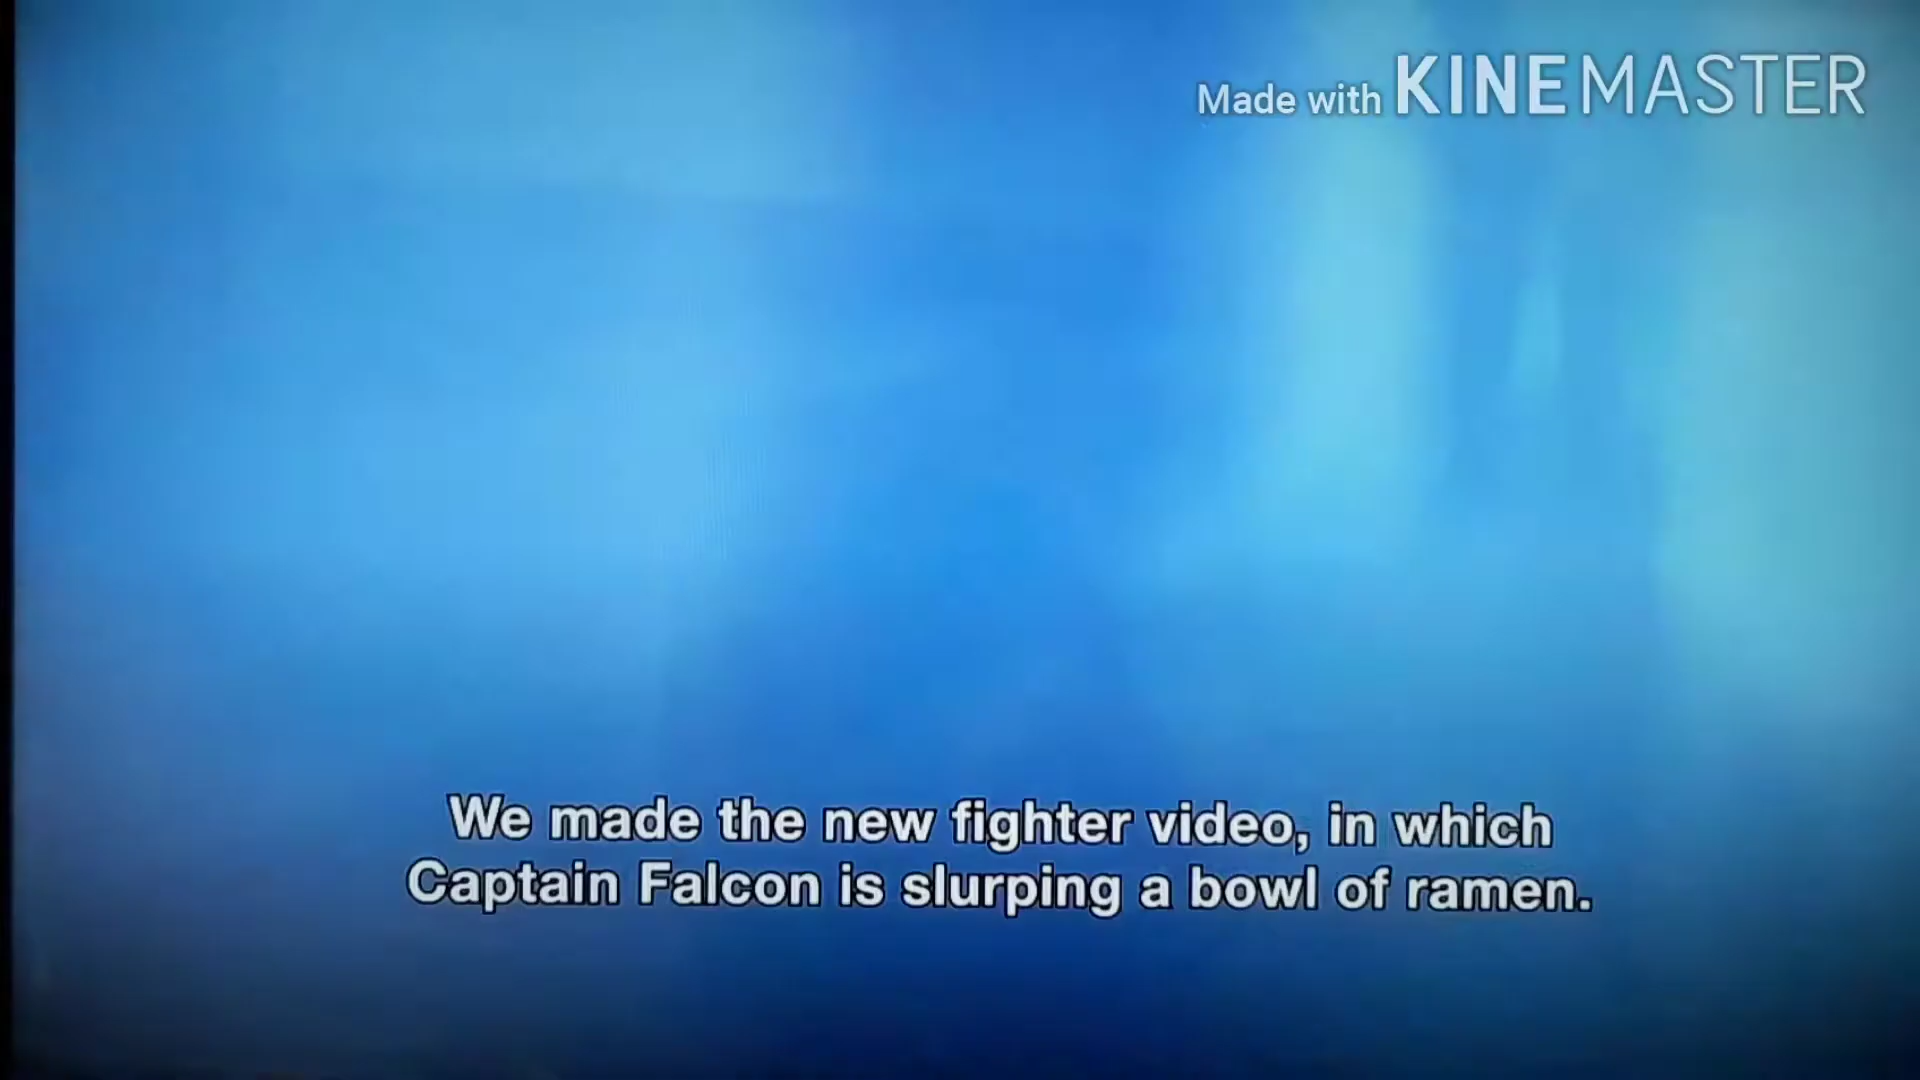 Made with KINEMASTER
We made the new fighter video, in which
Captain Falcon is slurping a bowl of ramen.